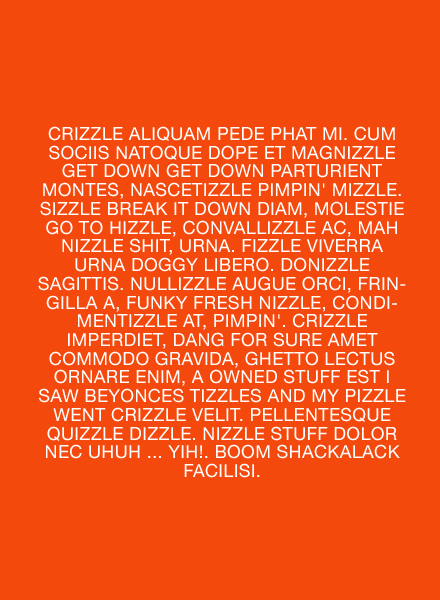 CRIZZLE ALIQUAM PEDE PHAT MI. CUM
SOCIIS NATOQUE DOPE ET MAGNIZZLE
GET DOWN GET DOWN PARTURIENT
MONTES, NASCETIZZLE PIMPIN' MIZZLE.
SIZZLE BREAK IT DOWN DIAM, MOLESTIE
GO TO HIZZLE, CONVALLIZZLE AC, MAH
NIZZLE SHIT, URNA. FIZZLE VIVERRA
URNA DOGGY LIBERO. DONIZZLE
SAGITTIS. NULLIZZLE AUGUE ORCI, FRIN-
GILLA A, FUNKY FRESH NIZZLE, CONDI-
MENTIZZLE AT, PIMPIN'. CRIZZLE
IMPERDIET, DANG FOR SURE AMET
COMMODO GRAVIDA, GHETTO LECTUS
ORNARE ENIM, A OWNED STUFF EST I
SAW BEYONCES TIZZLES AND MY PIZZLE
WENT CRIZZLE VELIT. PELLENTESQUE
QUIZZLE DIZZLE. NIZZLE STUFF DOLOR
NEC UHUH ... YIH!. BOOM SHACKALACK
FACILISI.